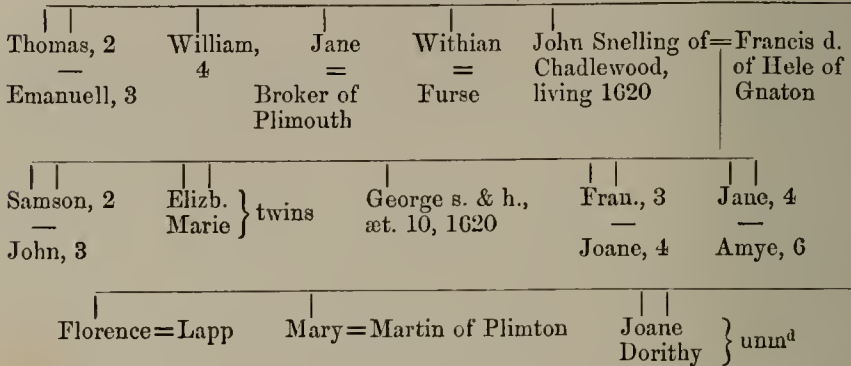 Thomas, 2 William, Jane Withian John Snelling of=Francis d.
— 4 = = Chadlewood, of Hele of
Emanuell, 3 Broker of Furse living 1620 Gnaton
Plimouth
Samson, 2 Elizb. } twins George s. & h., Fran., 3 Jane, 4
— Marie æt. 10, 1620 — —
John, 3 Joane, 4 Amye, 6
Florence=Lapp Mary=Martin of Plimton Joane } unmᵈ
Dorithy